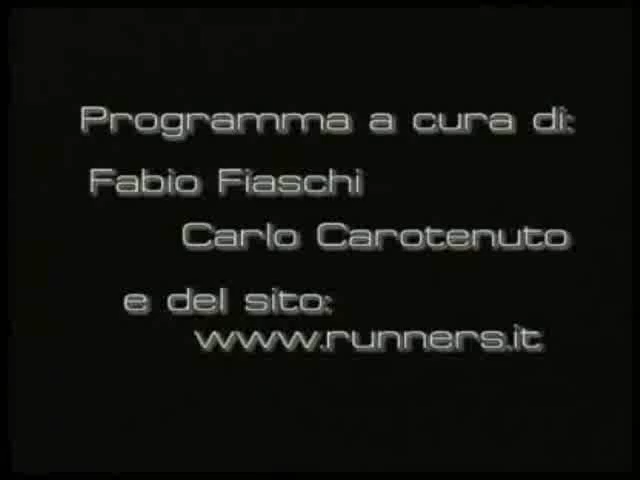 Programma a cura di:
Fabio Fiaschi
Carlo Carotenuto
e del sito:
www.runners.it